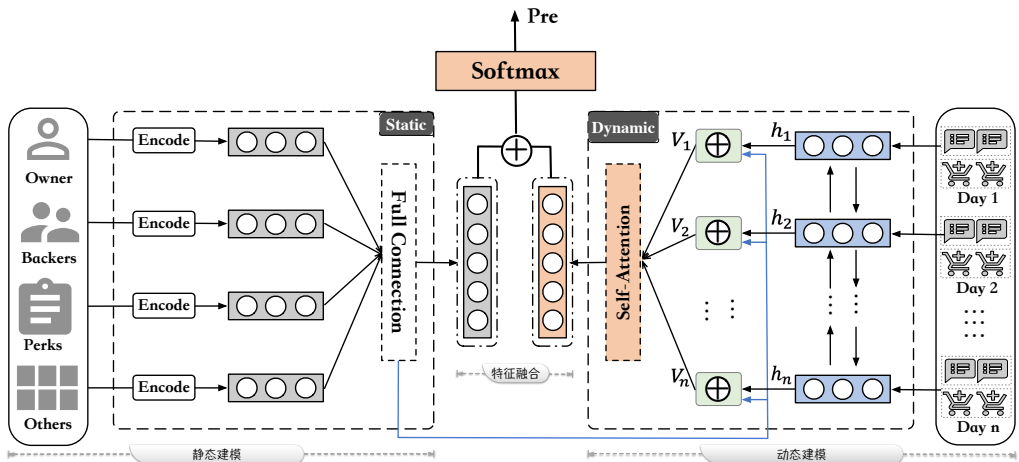 Pre
Softmax
Static
Dynamic
Owner
Backers
Perks
Others
Encode
Encode
Encode
Encode
Full Connection
特征融合
Self-Attention
V₁
V₂
⋮ ⋮
Vₙ
h₁
h₂
⋮ ⋮
hₙ
Day 1
Day 2
⋮⋮⋮
Day n
静态建模
动态建模